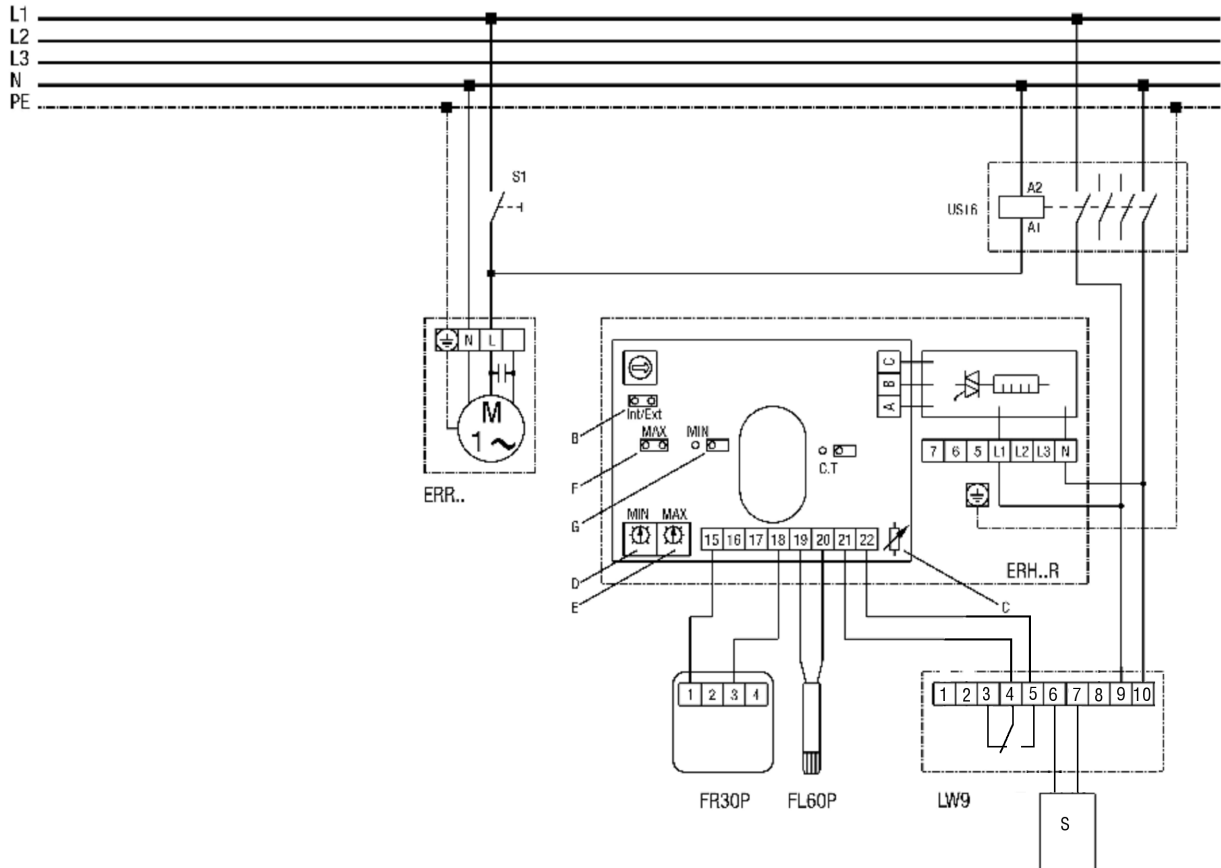 L1
L2
L3
N
PE
S1
A2
UST6
A1
N L
M
1 ~
ERR..
Int/Ext
MAX MIN
C.T
MIN MAX
15 16 17 18 19 20 21 22
C
B
A
7 6 5 L1 L2 L3 N
ERH..R
B
F
G
D
E
C
1 2 3 4
FR30P
FL60P
1 2 3 4 5 6 7 8 9 10
LW9
S